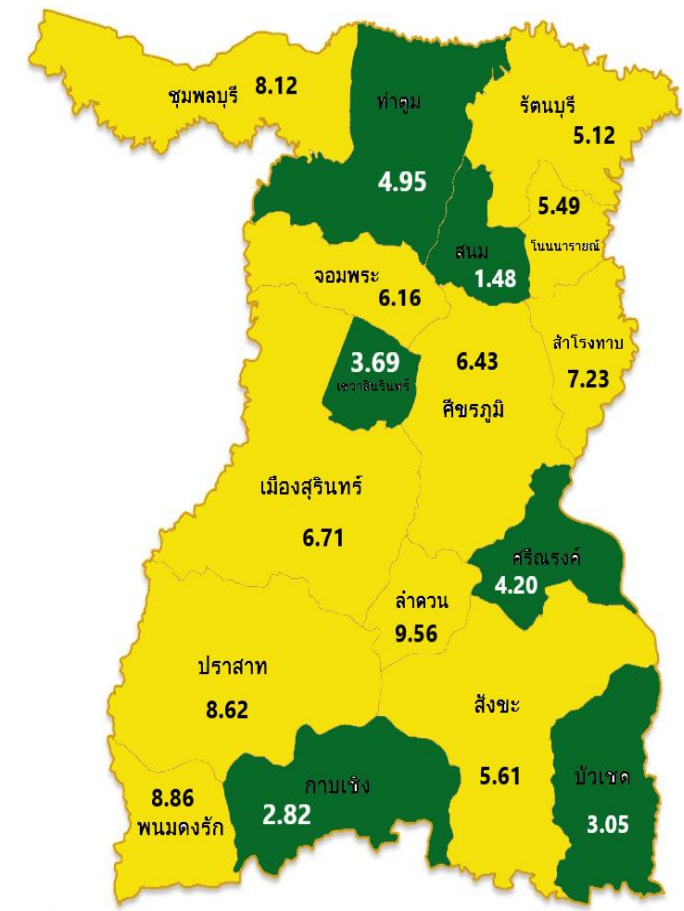 ชุมพลบุรี 8.12
ท่าตูม
4.95
รัตนบุรี
5.12
5.49
โนนนารายณ์
สนม
1.48
จอมพระ
6.16
3.69
เขวาสินรินทร์
6.43
ศีขรภูมิ
สำโรงทาบ
7.23
เมืองสุรินทร์
6.71
ศรีณรงค์
4.20
ลำดวน
9.56
ปราสาท
8.62
สังขะ
5.61
กาบเชิง
2.82
บัวเชด
3.05
8.86
พนมดงรัก